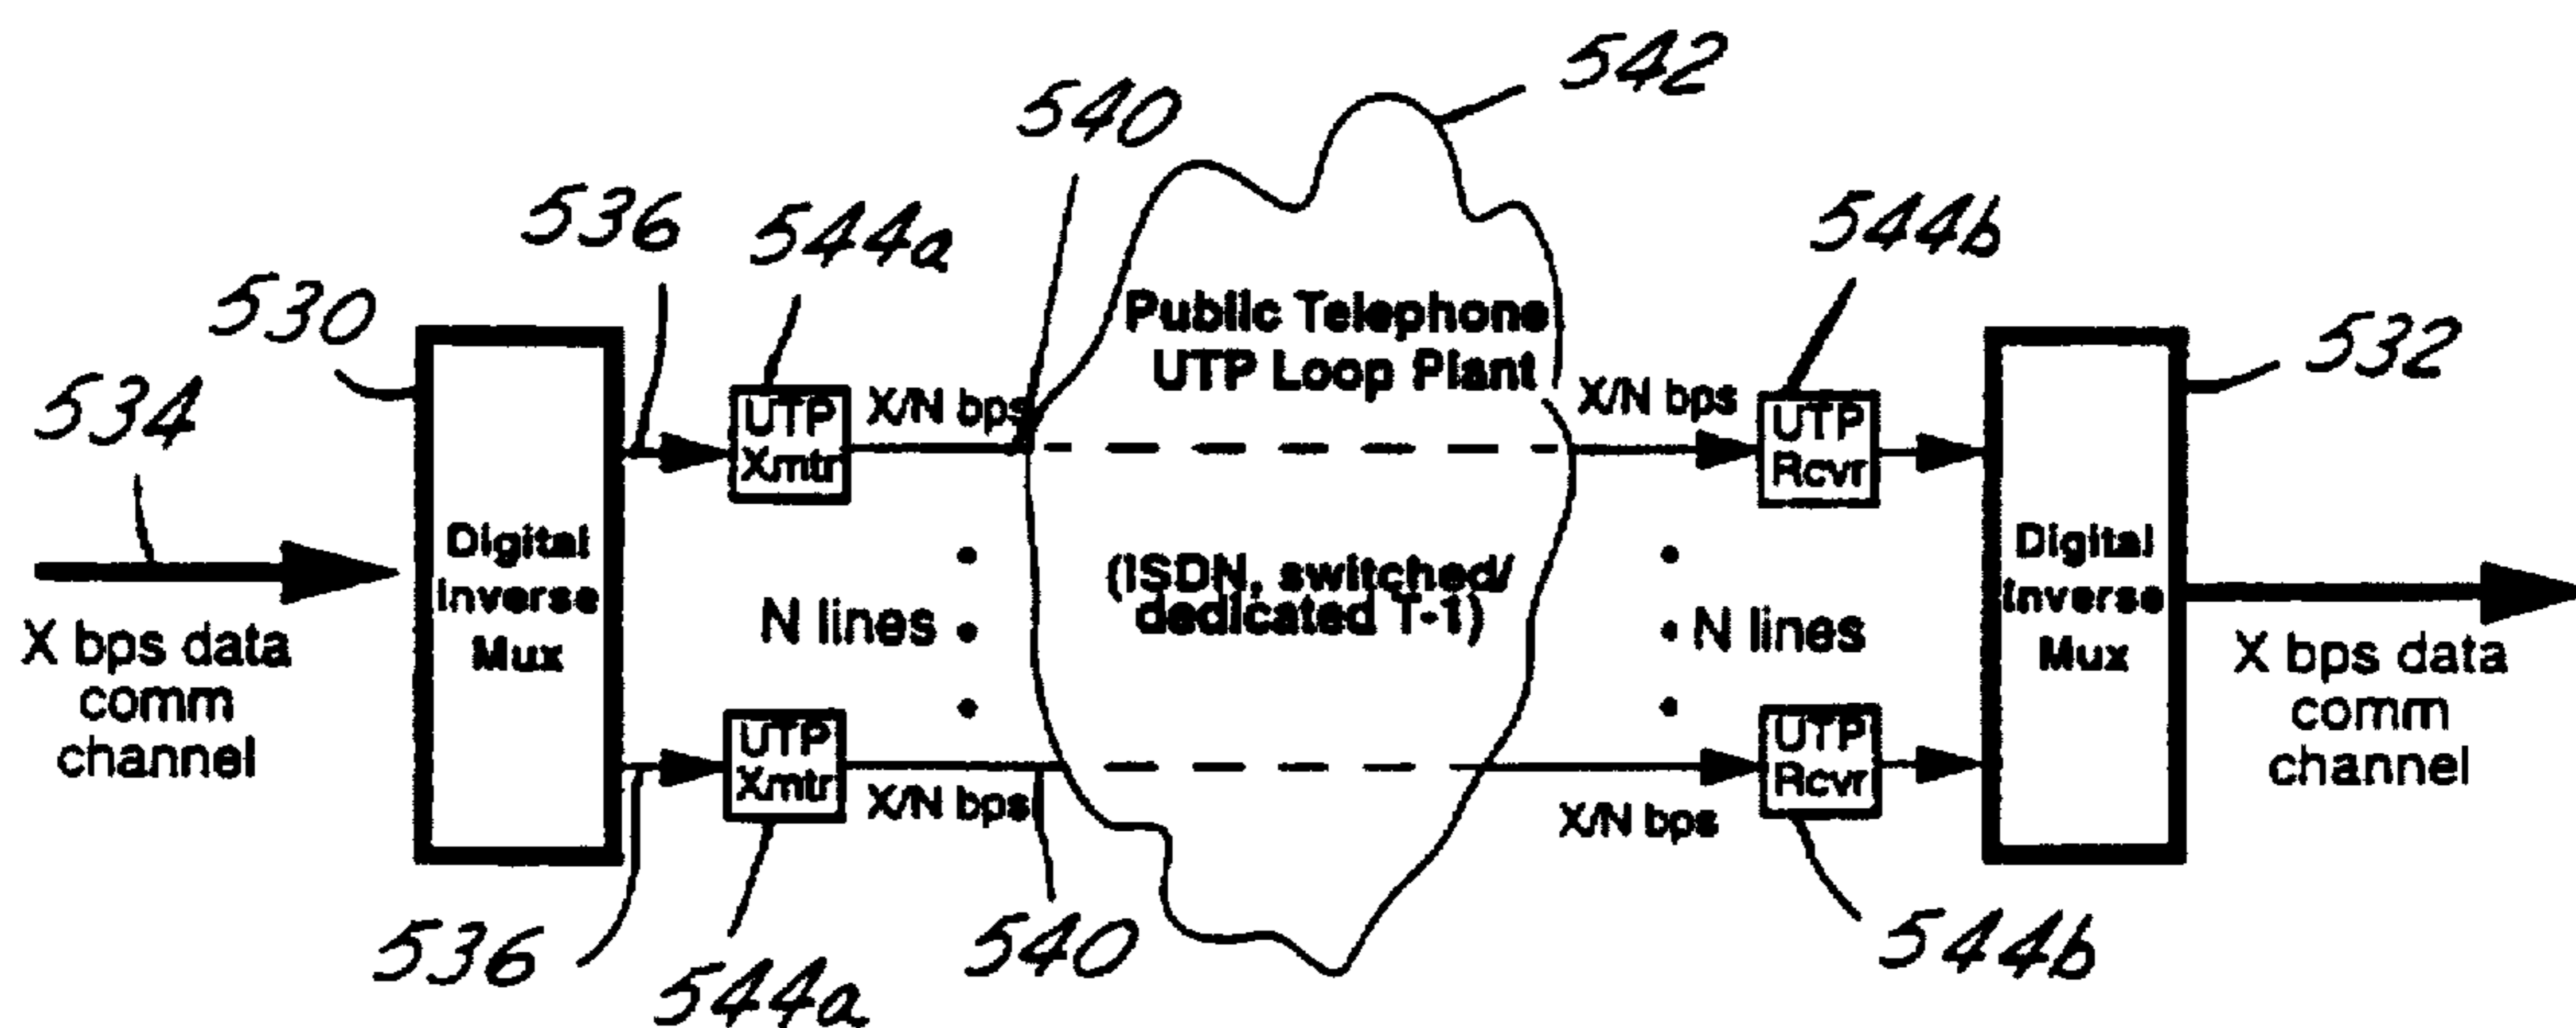 542
540
536
544a
544b
530
532
534
Public Telephone
UTP Loop Plant
X/N bps
X/N bps
UTP
Xmtr
UTP
Rcvr
Digital
Inverse
Mux
X bps data
comm
channel
N lines
(ISDN, switched/
dedicated T-1)
N lines
Digital
Inverse
Mux
X bps data
comm
channel
UTP
Xmtr
X/N bps
X/N bps
UTP
Rcvr
536
544a
540
544b